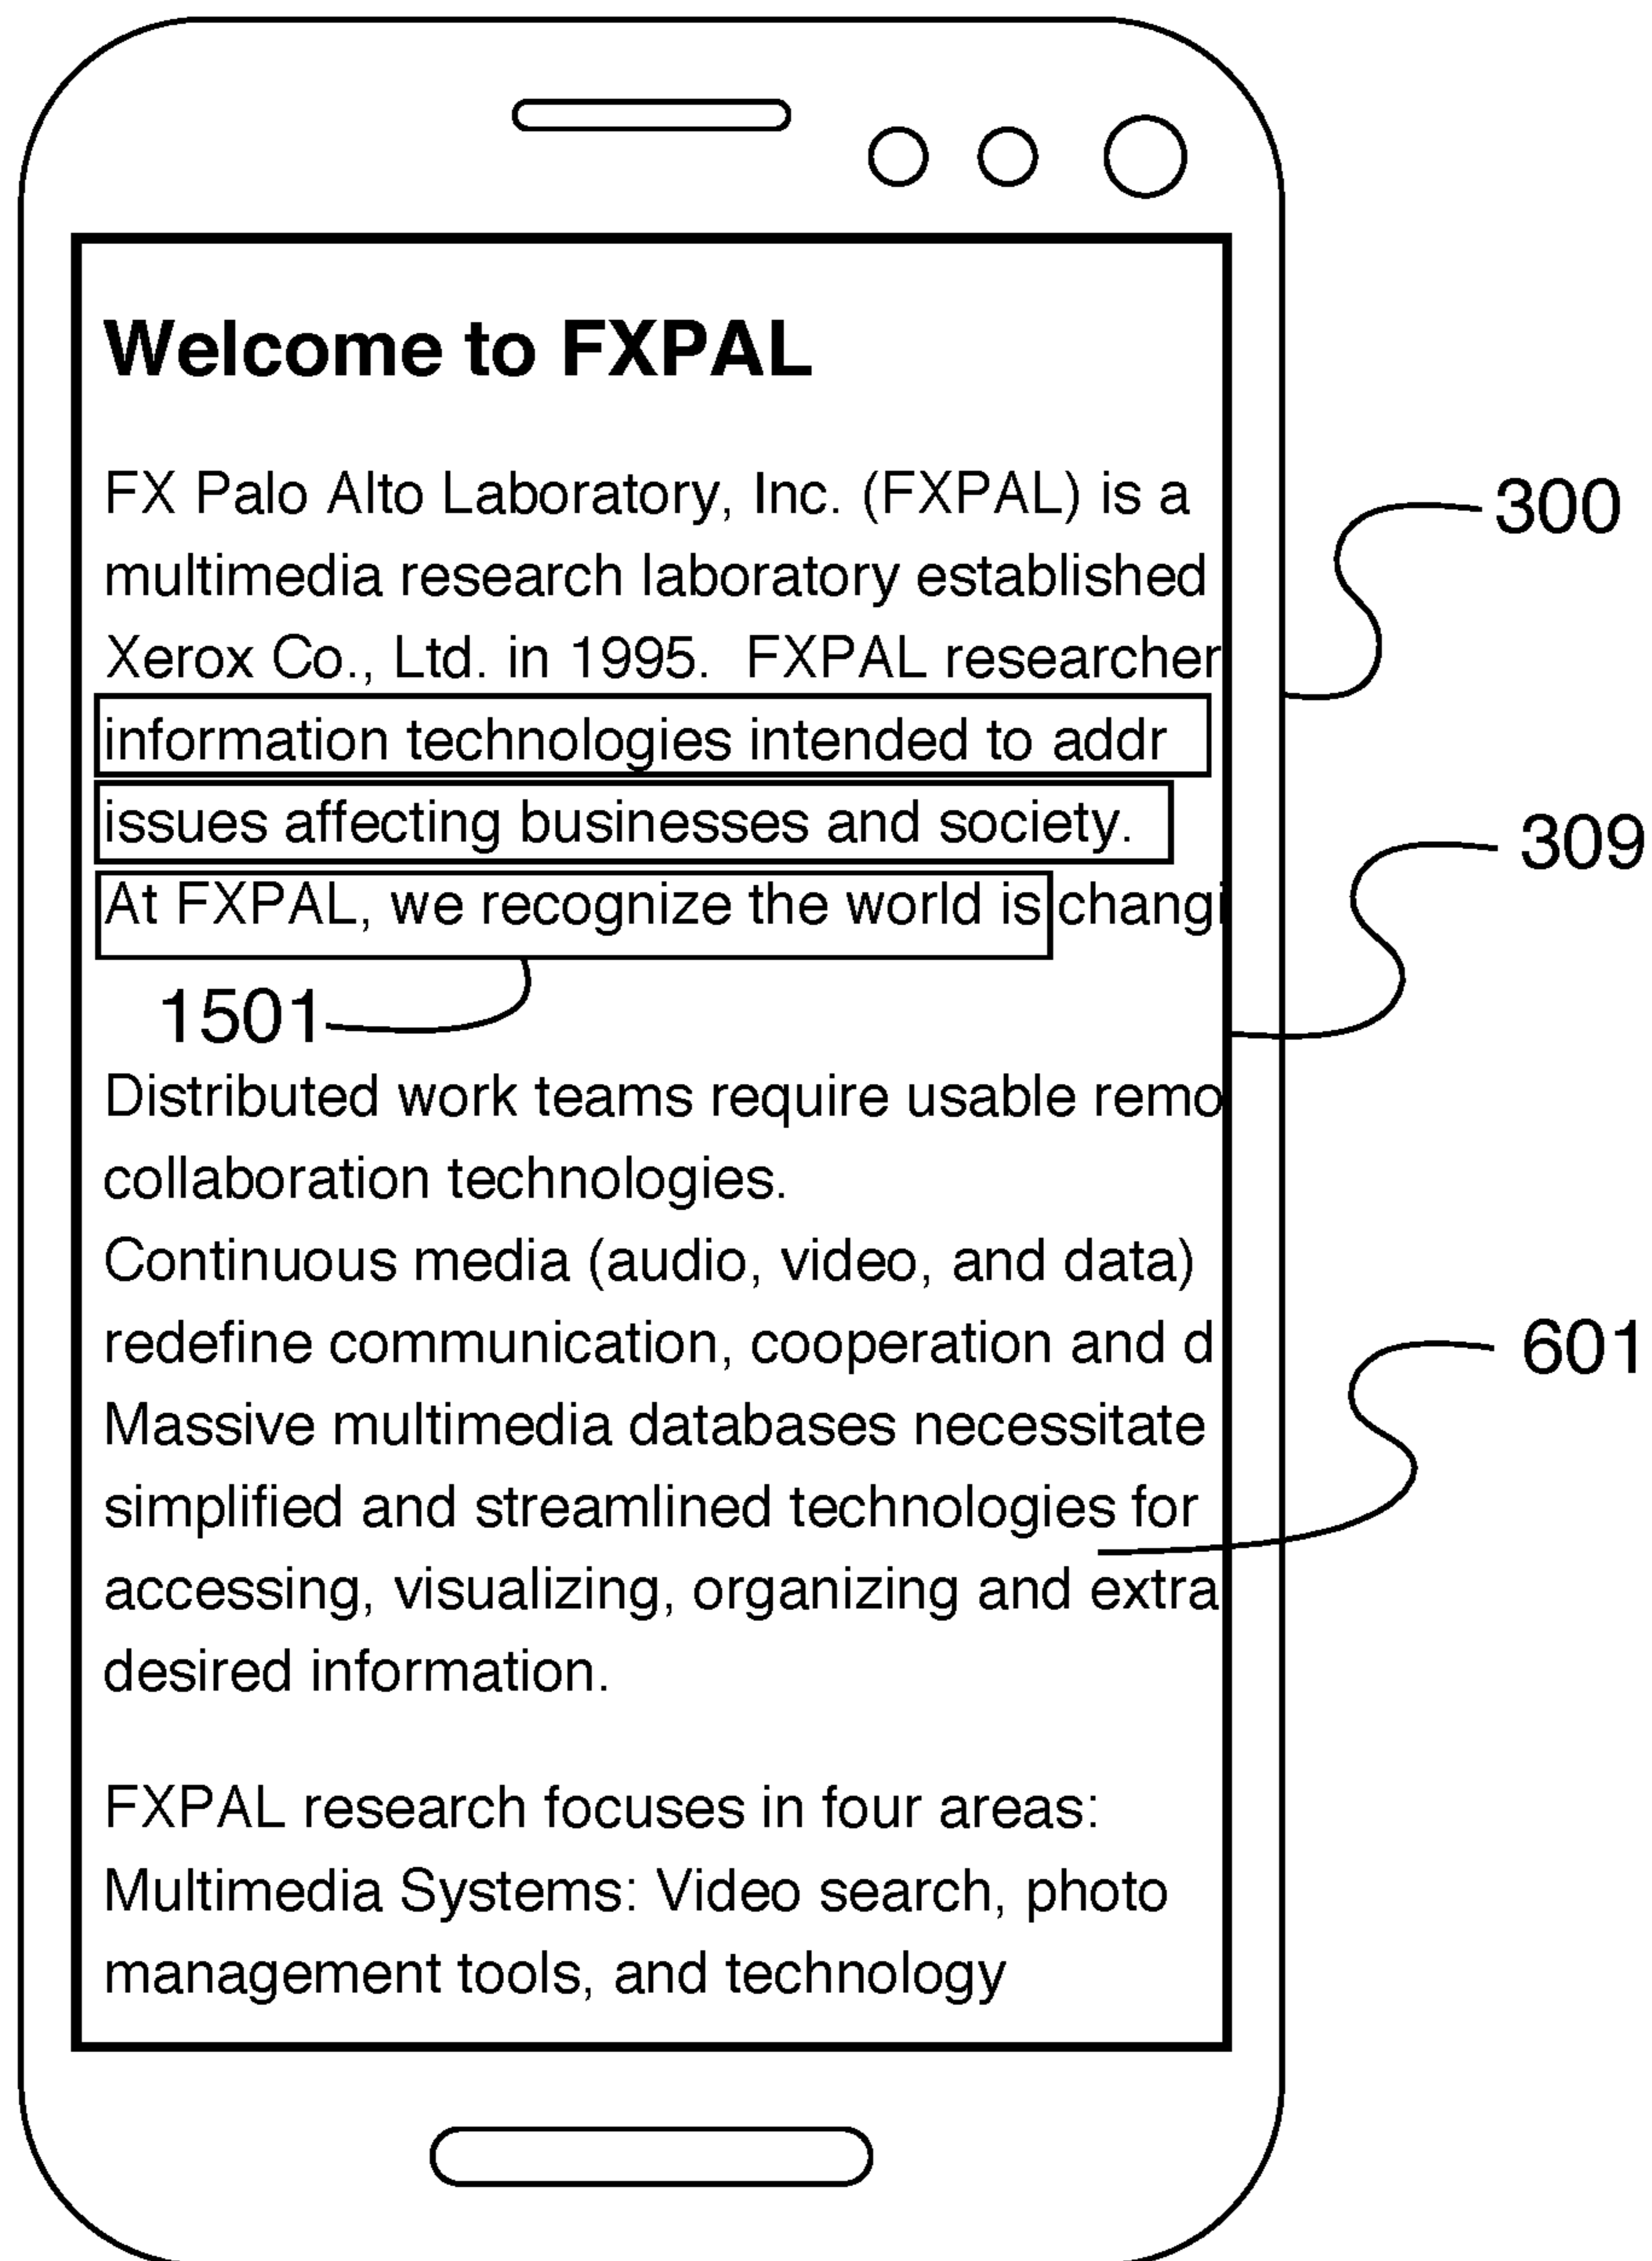 Welcome to FXPAL
FX Palo Alto Laboratory, Inc. (FXPAL) is a
multimedia research laboratory established
Xerox Co., Ltd. in 1995.  FXPAL researcher
information technologies intended to addr
issues affecting businesses and society.
At FXPAL, we recognize the world is changi
1501
Distributed work teams require usable remo
collaboration technologies.
Continuous media (audio, video, and data)
redefine communication, cooperation and d
Massive multimedia databases necessitate
simplified and streamlined technologies for
accessing, visualizing, organizing and extra
desired information.
FXPAL research focuses in four areas:
Multimedia Systems: Video search, photo
management tools, and technology
300
309
601